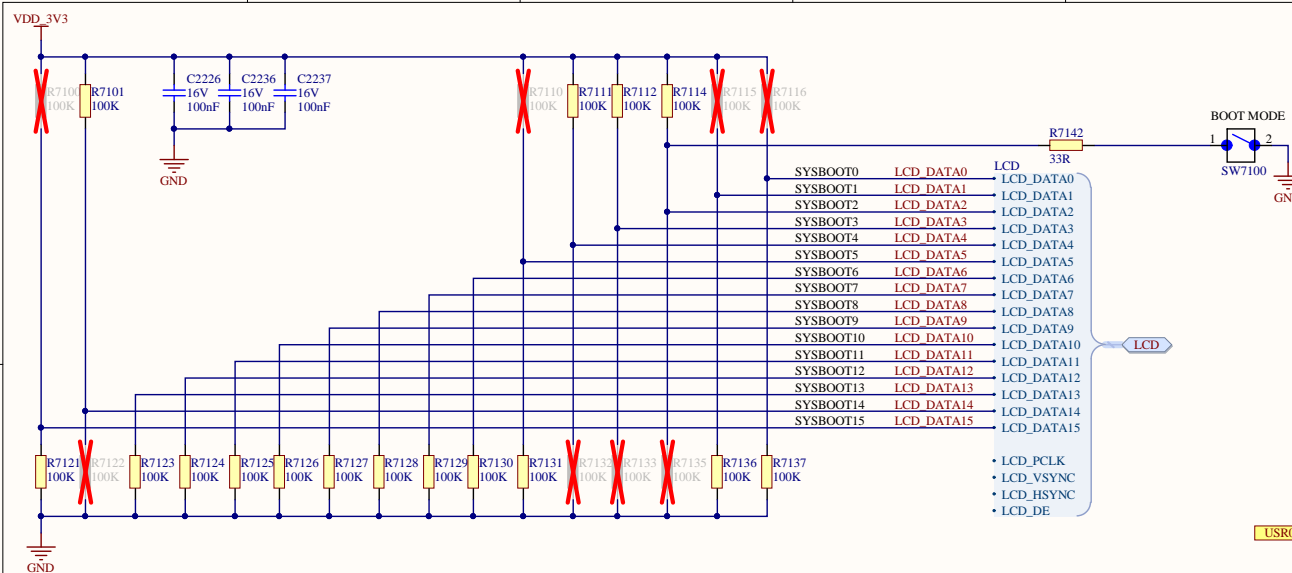 VDD_3V3
R7100
100K
R7101
100K
C2226
16V
100nF
C2236
16V
100nF
C2237
16V
100nF
R7110
100K
R7111
100K
R7112
100K
R7114
100K
R7115
100K
R7116
100K
GND
R7142
33R
BOOT MODE
1
2
SW7100
GN
LCD
SYSBOOT0 LCD_DATA0 LCD_DATA0
SYSBOOT1 LCD_DATA1 LCD_DATA1
SYSBOOT2 LCD_DATA2 LCD_DATA2
SYSBOOT3 LCD_DATA3 LCD_DATA3
SYSBOOT4 LCD_DATA4 LCD_DATA4
SYSBOOT5 LCD_DATA5 LCD_DATA5
SYSBOOT6 LCD_DATA6 LCD_DATA6
SYSBOOT7 LCD_DATA7 LCD_DATA7
SYSBOOT8 LCD_DATA8 LCD_DATA8
SYSBOOT9 LCD_DATA9 LCD_DATA9
SYSBOOT10 LCD_DATA10 LCD_DATA10
SYSBOOT11 LCD_DATA11 LCD_DATA11
SYSBOOT12 LCD_DATA12 LCD_DATA12
SYSBOOT13 LCD_DATA13 LCD_DATA13
SYSBOOT14 LCD_DATA14 LCD_DATA14
SYSBOOT15 LCD_DATA15 LCD_DATA15
LCD
LCD_PCLK
LCD_VSYNC
LCD_HSYNC
LCD_DE
R7121
100K
R7122
100K
R7123
100K
R7124
100K
R7125
100K
R7126
100K
R7127
100K
R7128
100K
R7129
100K
R7130
100K
R7131
100K
R7132
100K
R7133
100K
R7135
100K
R7136
100K
R7137
100K
GND